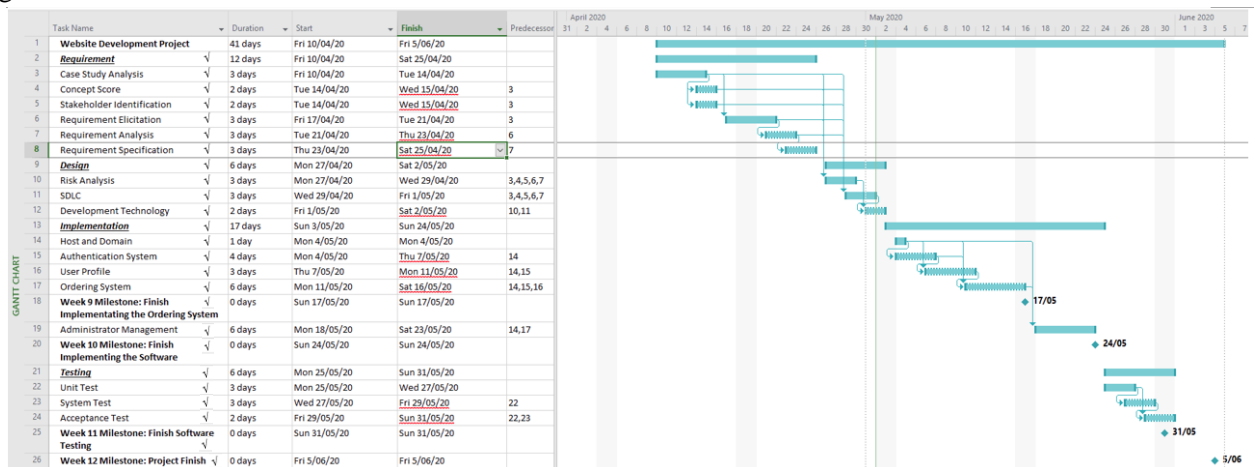 April 2020 May 2020 June 2020
Task Name Duration Start Finish Predecessor 31 2 4 6 8 10 12 14 16 18 20 22 24 26 28 30 2 4 6 8 10 12 14 16 18 20 22 24 26 28 30 1 3 5 7
1 Website Development Project 41 days Fri 10/04/20 Fri 5/06/20
2 Requirement √ 12 days Fri 10/04/20 Sat 25/04/20
3 Case Study Analysis √ 3 days Fri 10/04/20 Tue 14/04/20
4 Concept Score √ 2 days Tue 14/04/20 Wed 15/04/20 3
5 Stakeholder Identification √ 2 days Tue 14/04/20 Wed 15/04/20 3
6 Requirement Elicitation √ 3 days Fri 17/04/20 Tue 21/04/20 3
7 Requirement Analysis √ 3 days Tue 21/04/20 Thu 23/04/20 6
8 Requirement Specification √ 3 days Thu 23/04/20 Sat 25/04/20 7
9 Design √ 6 days Mon 27/04/20 Sat 2/05/20
10 Risk Analysis √ 3 days Mon 27/04/20 Wed 29/04/20 3,4,5,6,7
11 SDLC √ 3 days Wed 29/04/20 Fri 1/05/20 3,4,5,6,7
12 Development Technology √ 2 days Fri 1/05/20 Sat 2/05/20 10,11
13 Implementation √ 17 days Sun 3/05/20 Sun 24/05/20
14 Host and Domain √ 1 day Mon 4/05/20 Mon 4/05/20
15 Authentication System √ 4 days Mon 4/05/20 Thu 7/05/20 14
16 User Profile √ 3 days Thu 7/05/20 Mon 11/05/20 14,15
17 Ordering System √ 6 days Mon 11/05/20 Sat 16/05/20 14,15,16
18 Week 9 Milestone: Finish √ 0 days Sun 17/05/20 Sun 17/05/20 17/05
Implementating the Ordering System
19 Administrator Management √ 6 days Mon 18/05/20 Sat 23/05/20 14,17
20 Week 10 Milestone: Finish √ 0 days Sun 24/05/20 Sun 24/05/20 24/05
Implementing the Software
21 Testing √ 6 days Mon 25/05/20 Sun 31/05/20
22 Unit Test √ 3 days Mon 25/05/20 Wed 27/05/20
23 System Test √ 3 days Wed 27/05/20 Fri 29/05/20 22
24 Acceptance Test √ 2 days Fri 29/05/20 Sun 31/05/20 22,23
25 Week 11 Milestone: Finish Software 0 days Sun 31/05/20 Sun 31/05/20 31/05
Testing √
26 Week 12 Milestone: Project Finish √ 0 days Fri 5/06/20 Fri 5/06/20 5/06
GANTT CHART